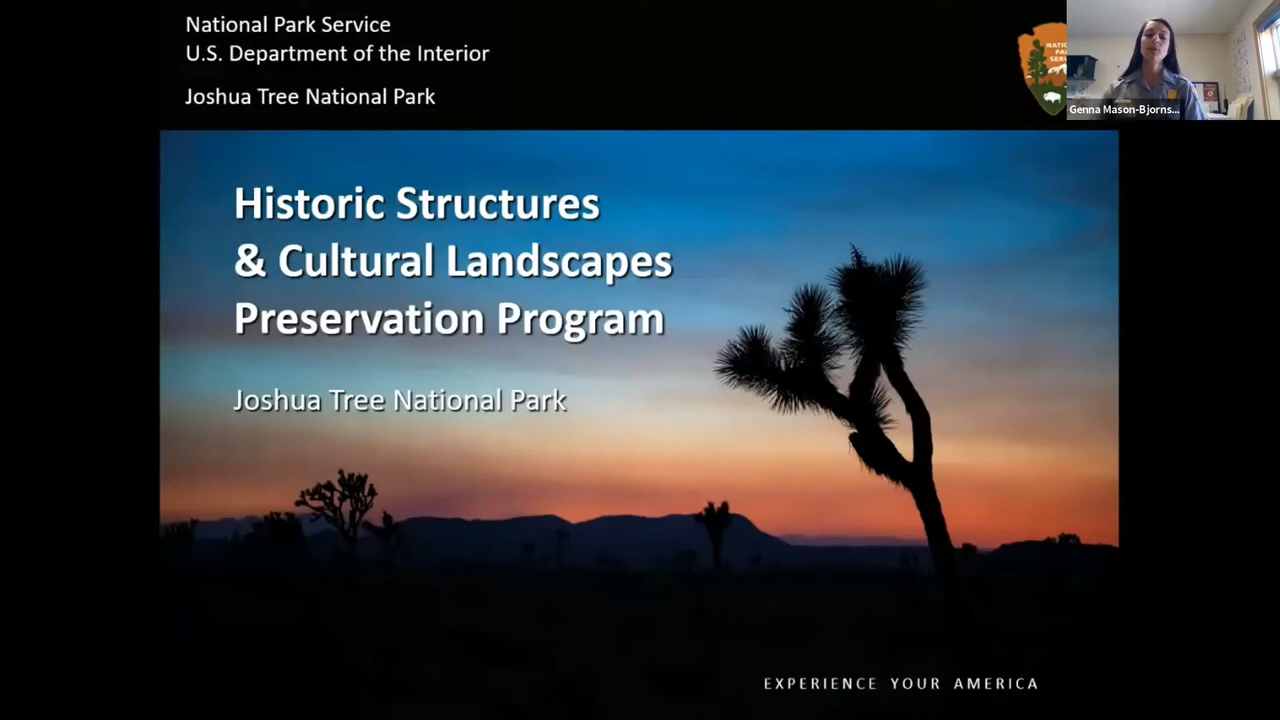 National Park Service
U.S. Department of the Interior
Joshua Tree National Park
Genna Mason-Bjorns...
Historic Structures
& Cultural Landscapes
Preservation Program
Joshua Tree National Park
EXPERIENCE YOUR AMERICA